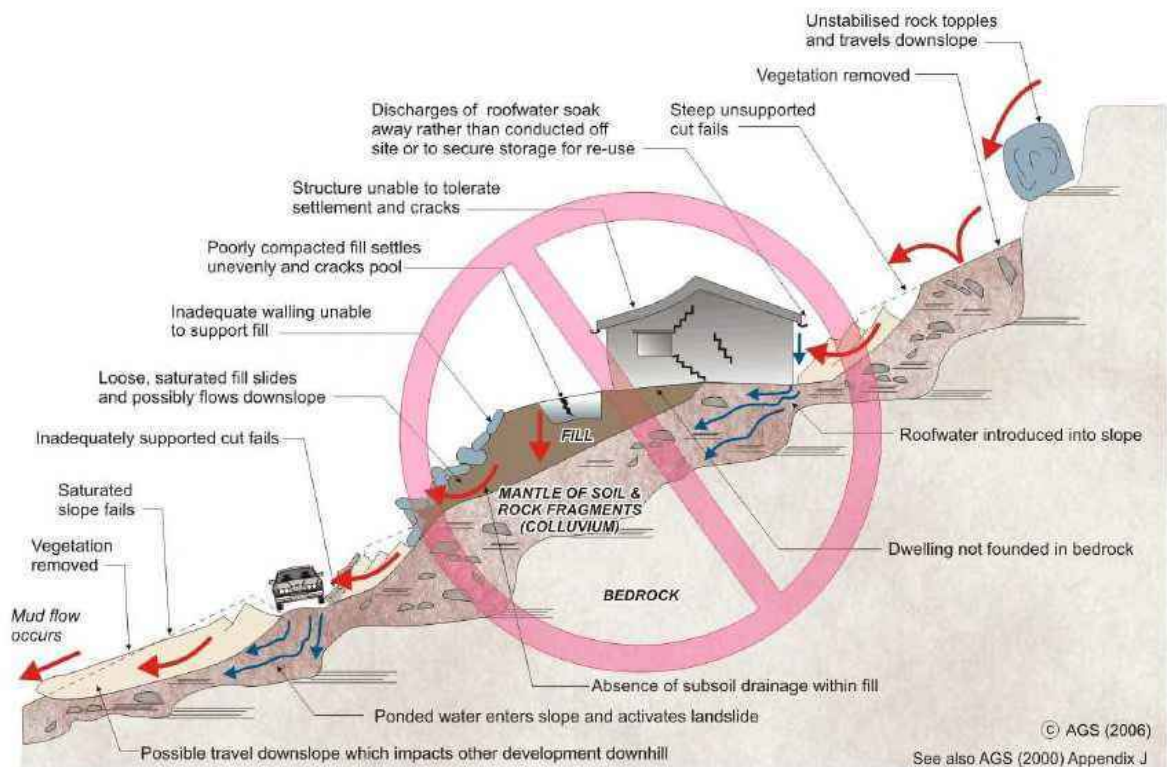 Unstabilised rock topples
and travels downslope
Vegetation removed
Discharges of roofwater soak
away rather than conducted off
site or to secure storage for re-use
Steep unsupported
cut fails
Structure unable to tolerate
settlement and cracks
Poorly compacted fill settles
unevenly and cracks pool
Inadequate walling unable
to support fill
Loose, saturated fill slides
and possibly flows downslope
Inadequately supported cut fails
Saturated
slope fails
Vegetation
removed
Mud flow
occurs
FILL
MANTLE OF SOIL &
ROCK FRAGMENTS
(COLLUVIUM)
BEDROCK
Roofwater introduced into slope
Dwelling not founded in bedrock
Absence of subsoil drainage within fill
Ponded water enters slope and activates landslide
Possible travel downslope which impacts other development downhill
© AGS (2006)
See also AGS (2000) Appendix J